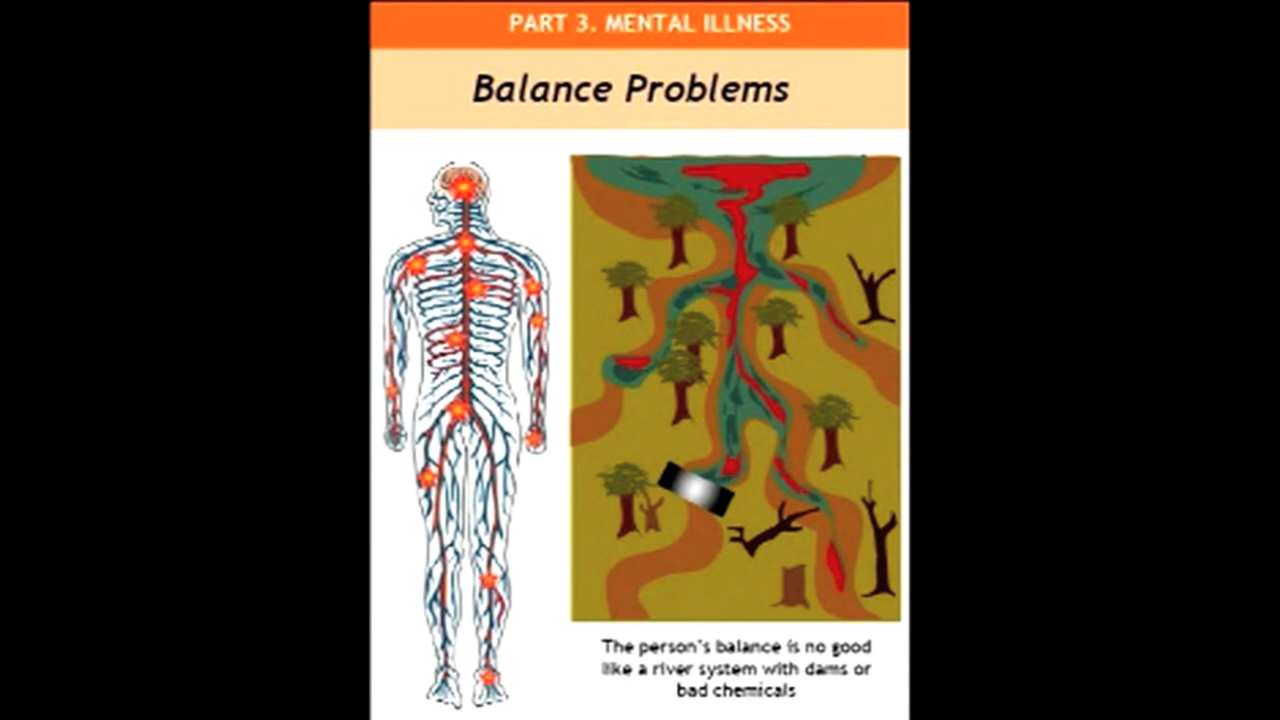 PART 3. MENTAL ILLNESS
Balance Problems
The person's balance is no good
like a river system with dams or
bad chemicals